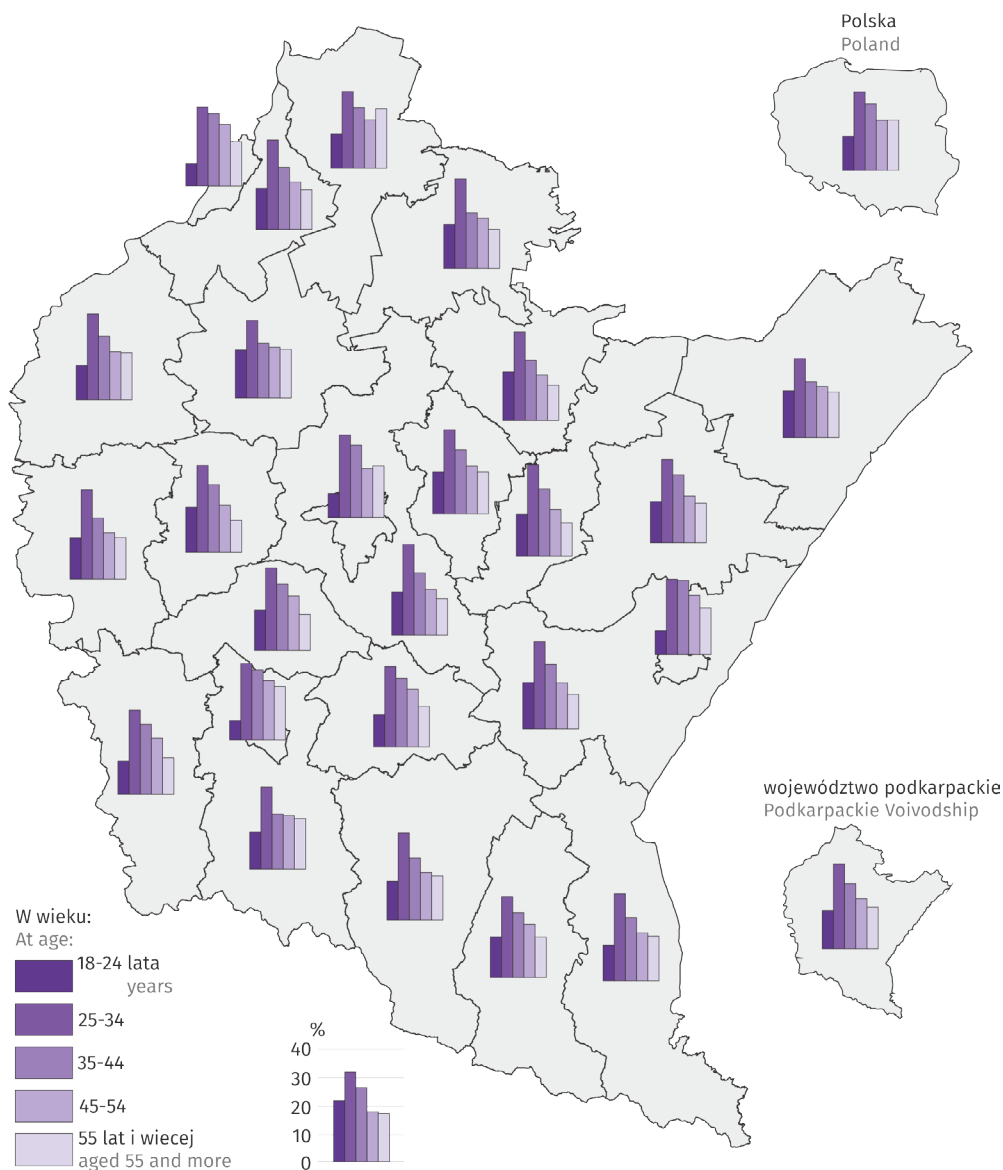 Polska
Poland
województwo podkarpackie
Podkarpackie Voivodship
W wieku:
At age:
18-24 lata
years
25-34
35-44
45-54
55 lat i wiecej
aged 55 and more
%
40
30
20
10
0